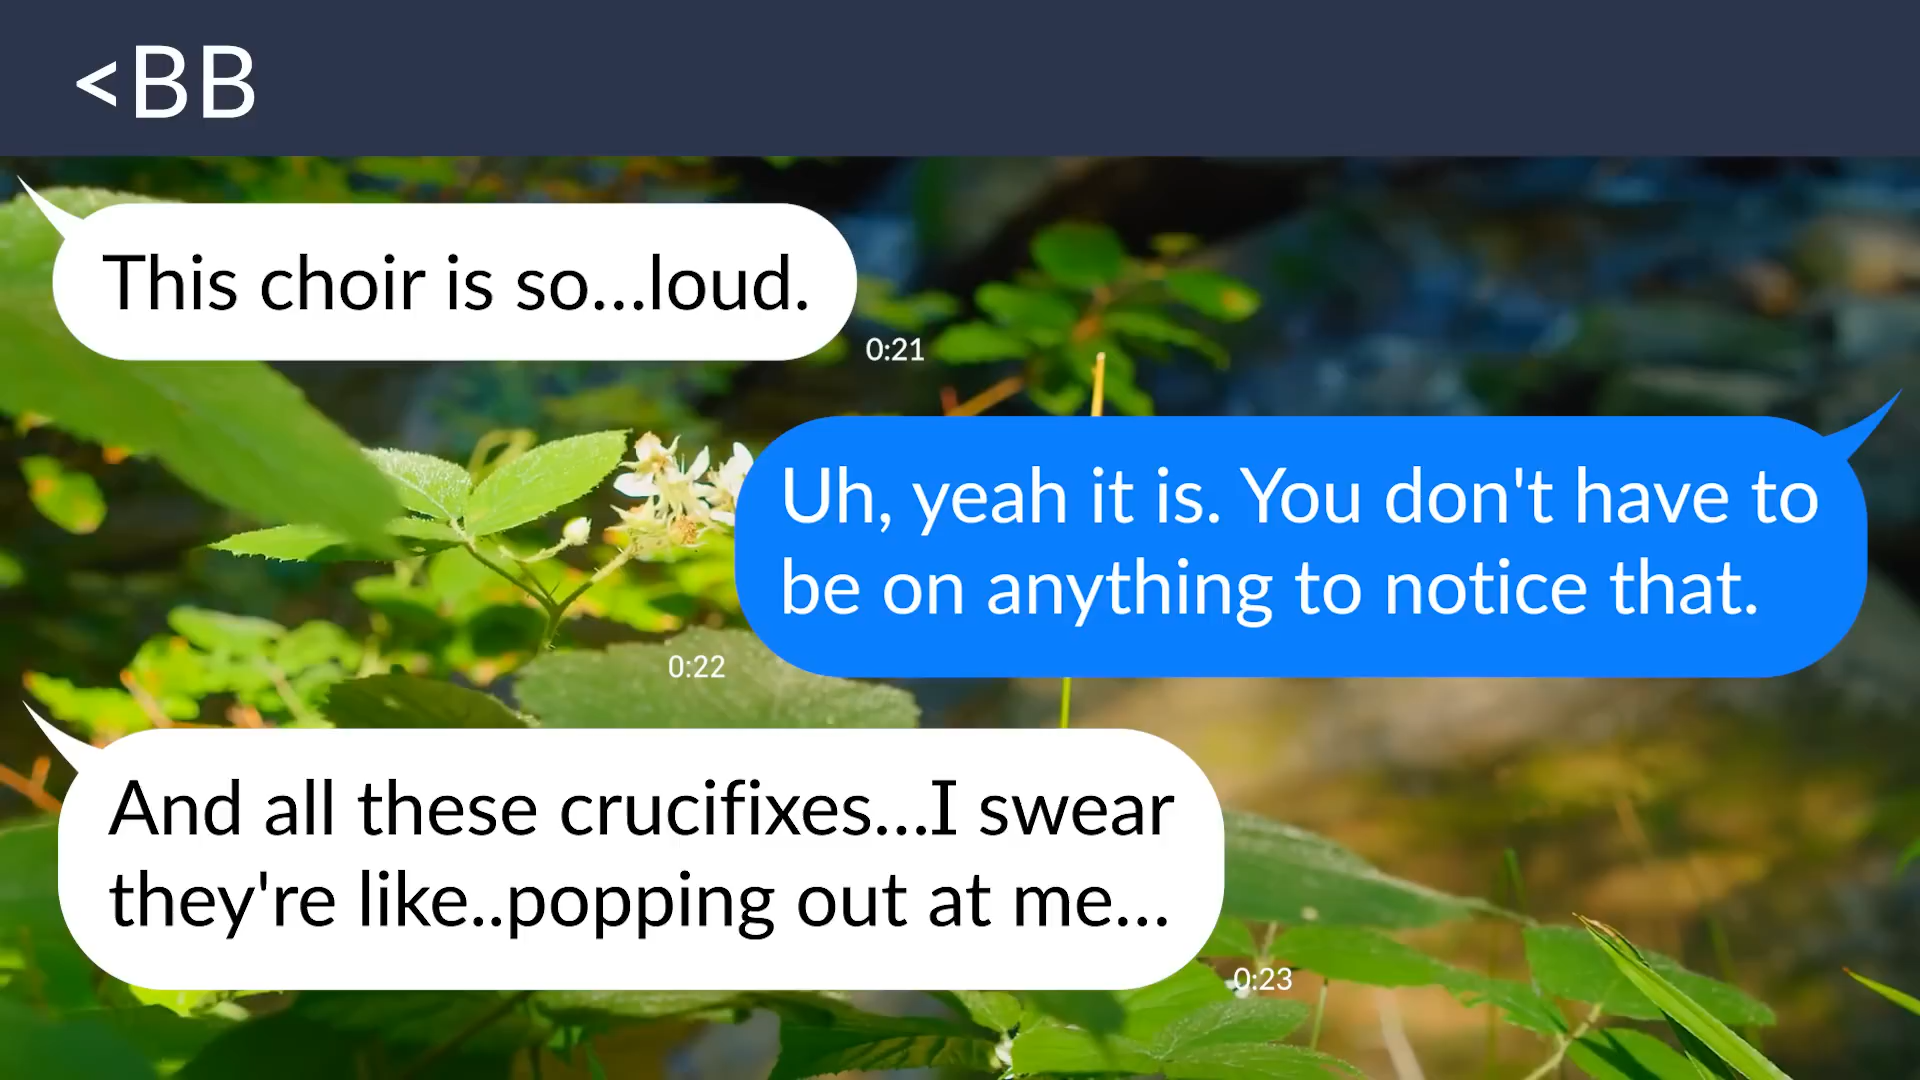 <BB
This choir is so...loud.
0:21
Uh, yeah it is. You don't have to
be on anything to notice that.
0:22
And all these crucifixes...I swear
they're like..popping out at me...
0:23